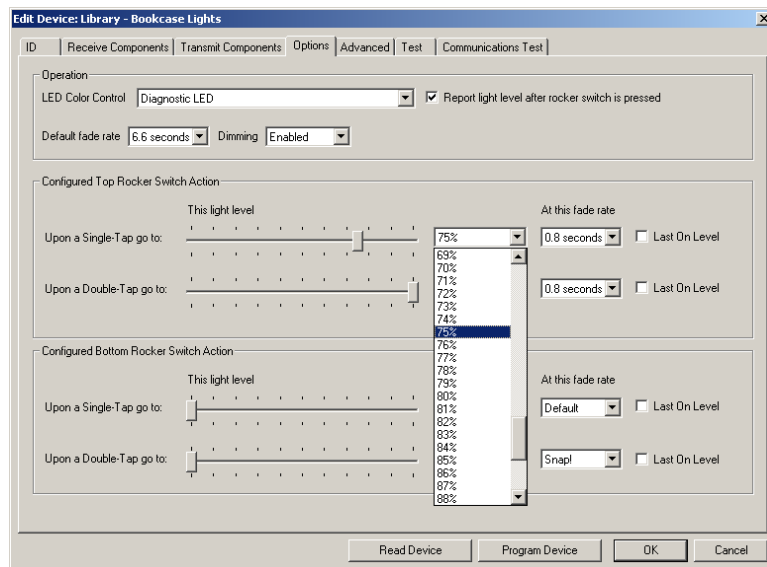 Edit Device: Library - Bookcase Lights
ID Receive Components Transmit Components Options Advanced Test Communications Test
Operation
LED Color Control Diagnostic LED Report light level after rocker switch is pressed
Default fade rate 6.6 seconds Dimming Enabled
Configured Top Rocker Switch Action
This light level At this fade rate
Upon a Single-Tap go to: 75% 0.8 seconds Last On Level
69%
70%
71%
Upon a Double-Tap go to: 72% 0.8 seconds Last On Level
73%
74%
75%
76%
Configured Bottom Rocker Switch Action
77%
78%
This light level 79% At this fade rate
80%
Upon a Single-Tap go to: 81% Default Last On Level
82%
83%
84%
Upon a Double-Tap go to: 85% Snap! Last On Level
86%
87%
88%
Read Device Program Device OK Cancel